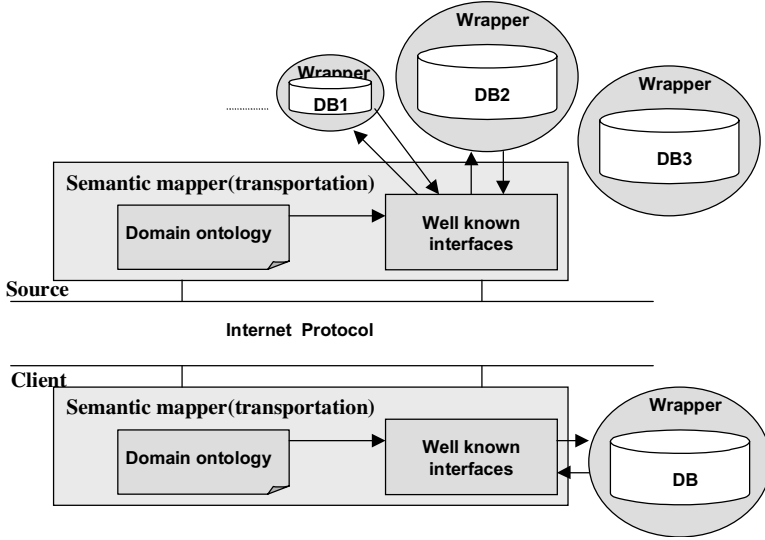 Wrapper
Wrapper
DB1
DB2
Wrapper
DB3
Semantic mapper(transportation)
Domain ontology
Well known
interfaces
Source
Internet Protocol
Client
Semantic mapper(transportation)
Domain ontology
Well known
interfaces
Wrapper
DB